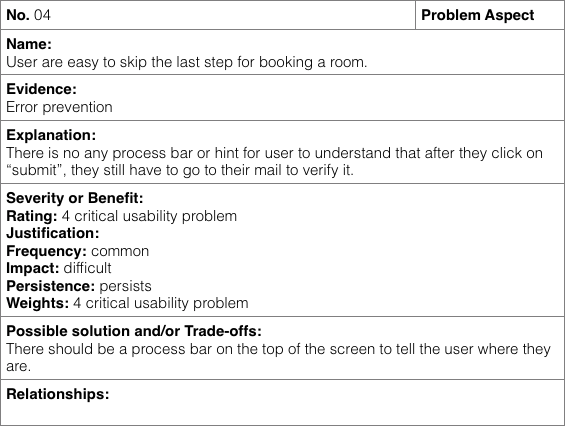 No. 04
Problem Aspect
Name:
User are easy to skip the last step for booking a room.
Evidence:
Error prevention
Explanation:
There is no any process bar or hint for user to understand that after they click on
“submit”, they still have to go to their mail to verify it.
Severity or Benefit:
Rating: 4 critical usability problem
Justification:
Frequency: common
Impact: difficult
Persistence: persists
Weights: 4 critical usability problem
Possible solution and/or Trade-offs:
There should be a process bar on the top of the screen to tell the user where they
are.
Relationships: